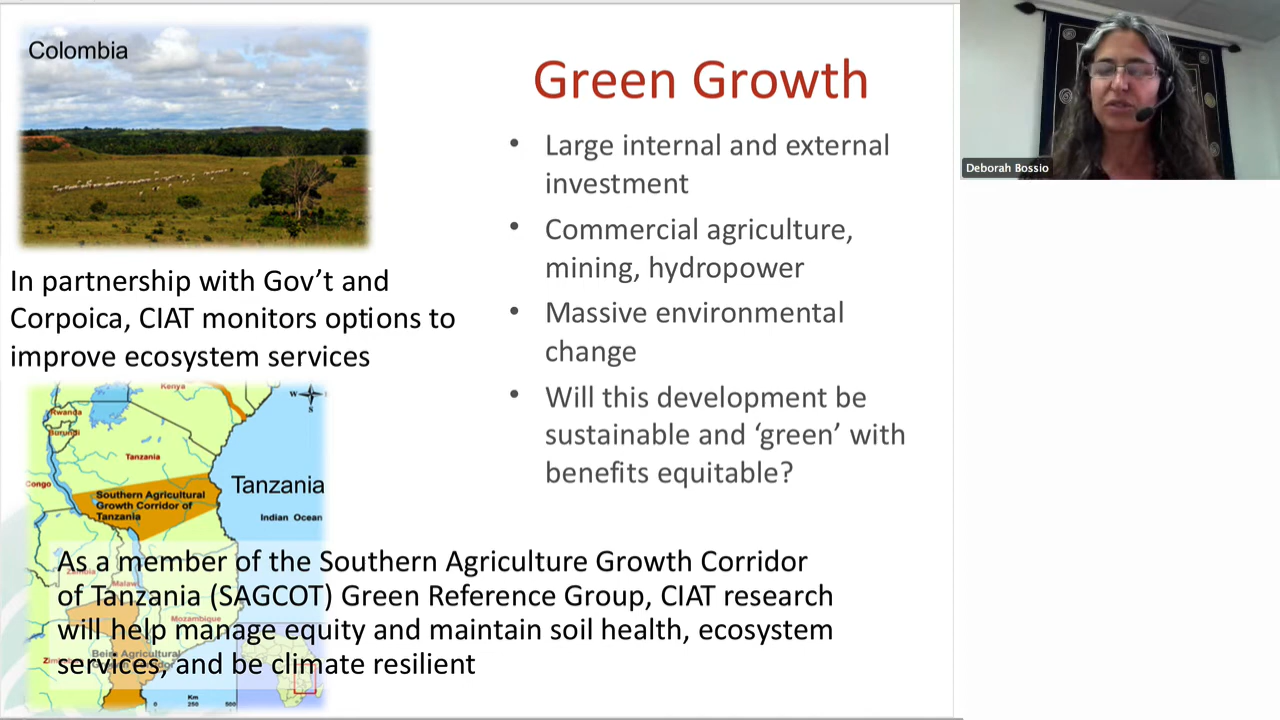 Colombia
Green Growth
• Large internal and external
investment
• Commercial agriculture,
mining, hydropower
• Massive environmental
change
• Will this development be
sustainable and ‘green’ with
benefits equitable?
In partnership with Gov’t and
Corpoica, CIAT monitors options to
improve ecosystem services
Kenya
W
S
Rwanda
Burundi
Tanzania
Congo
Southern Agricultural
Growth Corridor of
Tanzania
Tanzania
Indian Ocean
As a member of the Southern Agriculture Growth Corridor
of Tanzania (SAGCOT) Green Reference Group, CIAT research
will help manage equity and maintain soil health, ecosystem
services, and be climate resilient
Mozambique
Km
0 250 500
Deborah Bossio